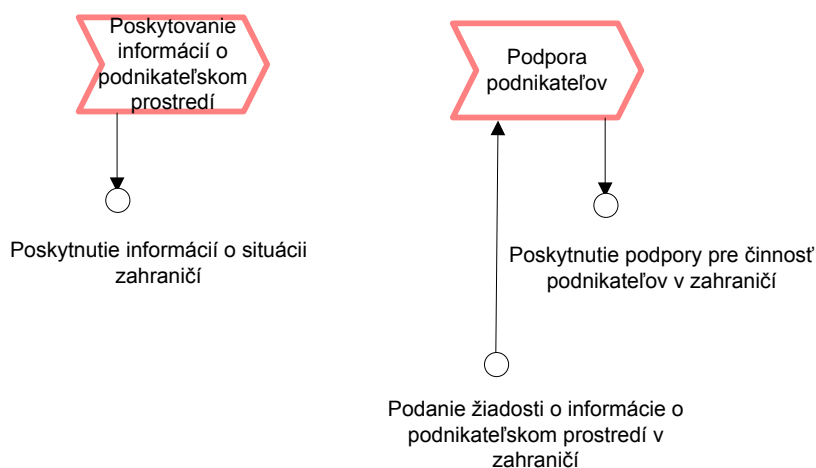 Poskytovanie
informácií o
podnikateľskom
prostredí
Poskytnutie informácií o situácii
zahraničí
Podpora
podnikateľov
Poskytnutie podpory pre činnosť
podnikateľov v zahraničí
Podanie žiadosti o informácie o
podnikateľskom prostredí v
zahraničí